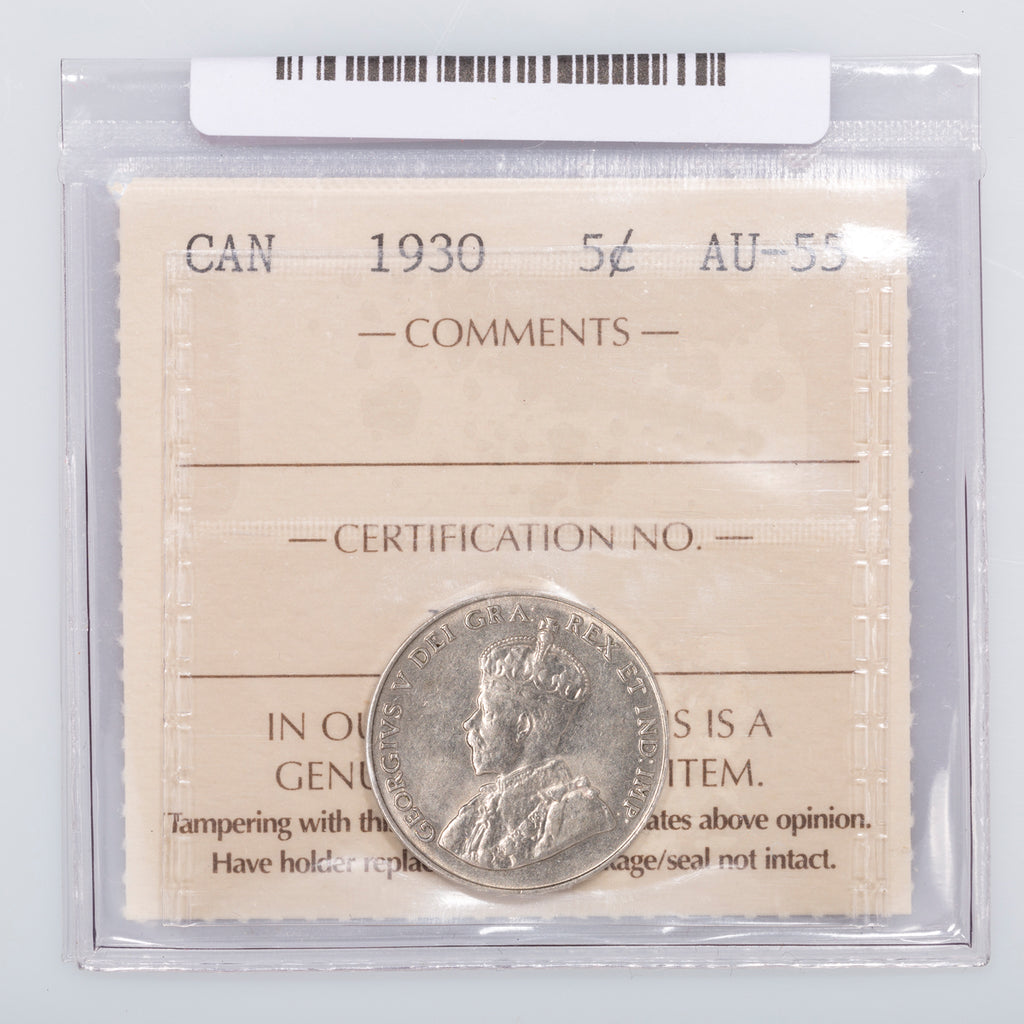 CAN 1930 5¢ AU-55
— COMMENTS —
— CERTIFICATION NO. —
GEORGIVS V DEI GRA: REX ET IND: IMP:
IN OU S IS A
GENU ITEM.
Tampering with thi ates above opinion.
Have holder replac kage/seal not intact.